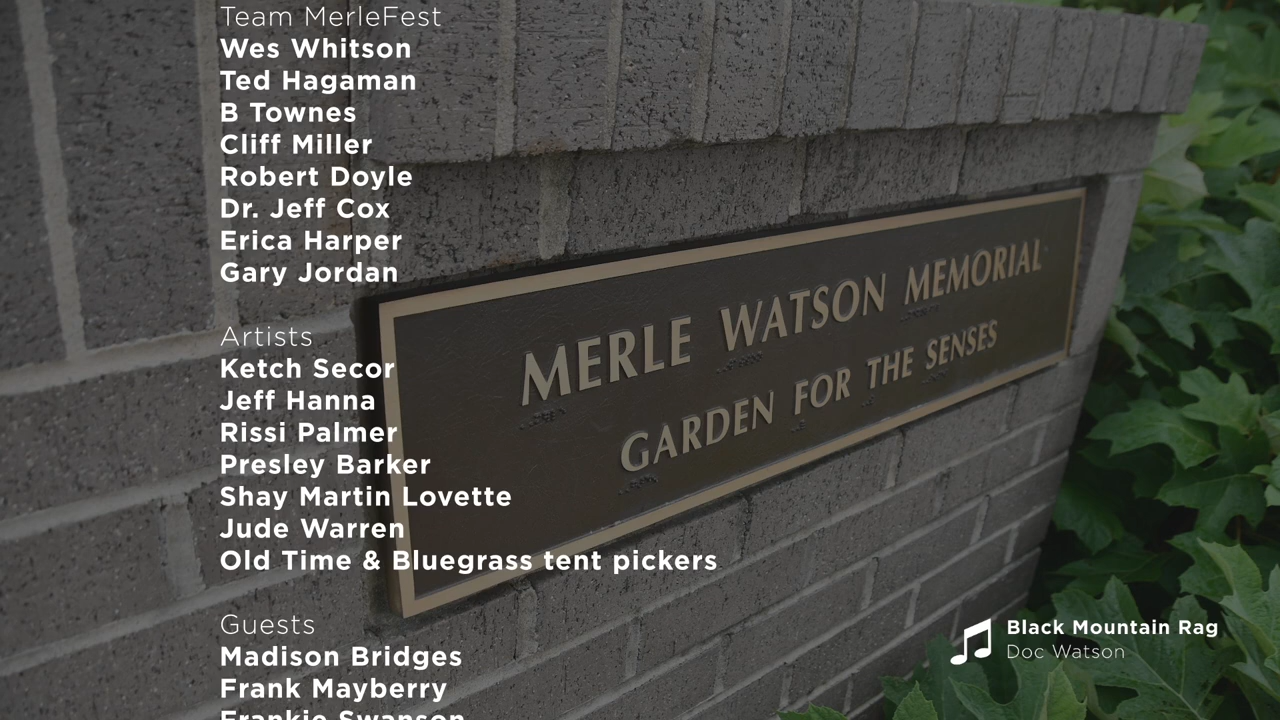 Team MerleFest
Wes Whitson
Ted Hagaman
B Townes
Cliff Miller
Robert Doyle
Dr. Jeff Cox
Erica Harper
Gary Jordan
Artists
Ketch Secor
Jeff Hanna
Rissi Palmer
Presley Barker
Shay Martin Lovette
Jude Warren
Old Time & Bluegrass tent pickers
Guests
Madison Bridges
Frank Mayberry
Frankie Swanson
MERLE WATSON MEMORIAL
GARDEN FOR THE SENSES
Black Mountain Rag
Doc Watson